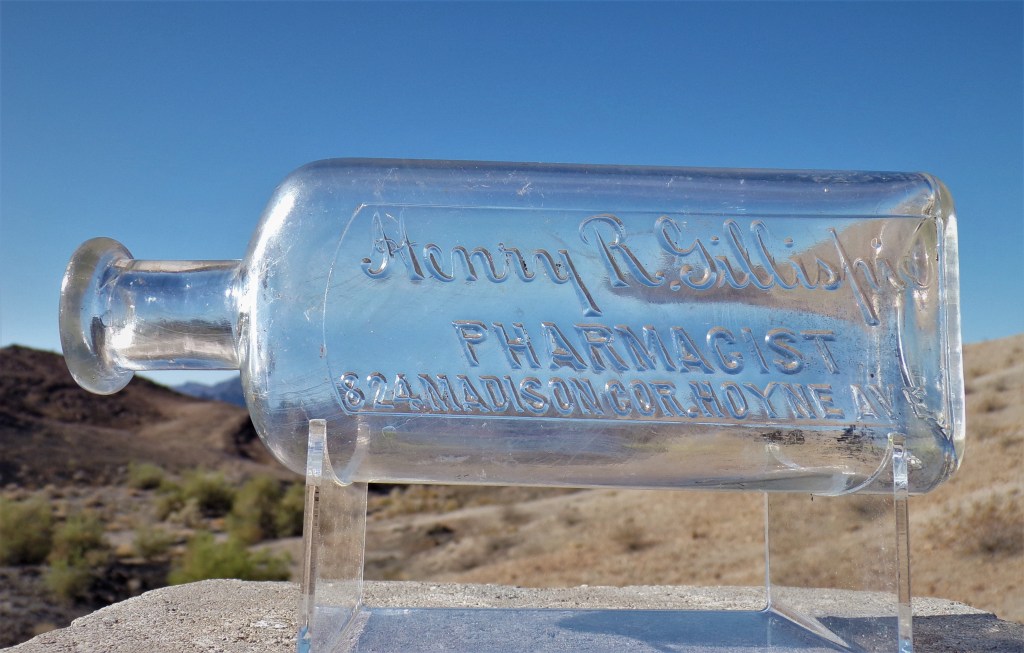 Henry R. Gillispie
PHARMACIST
824 MADISON COR. HOYNE AVE